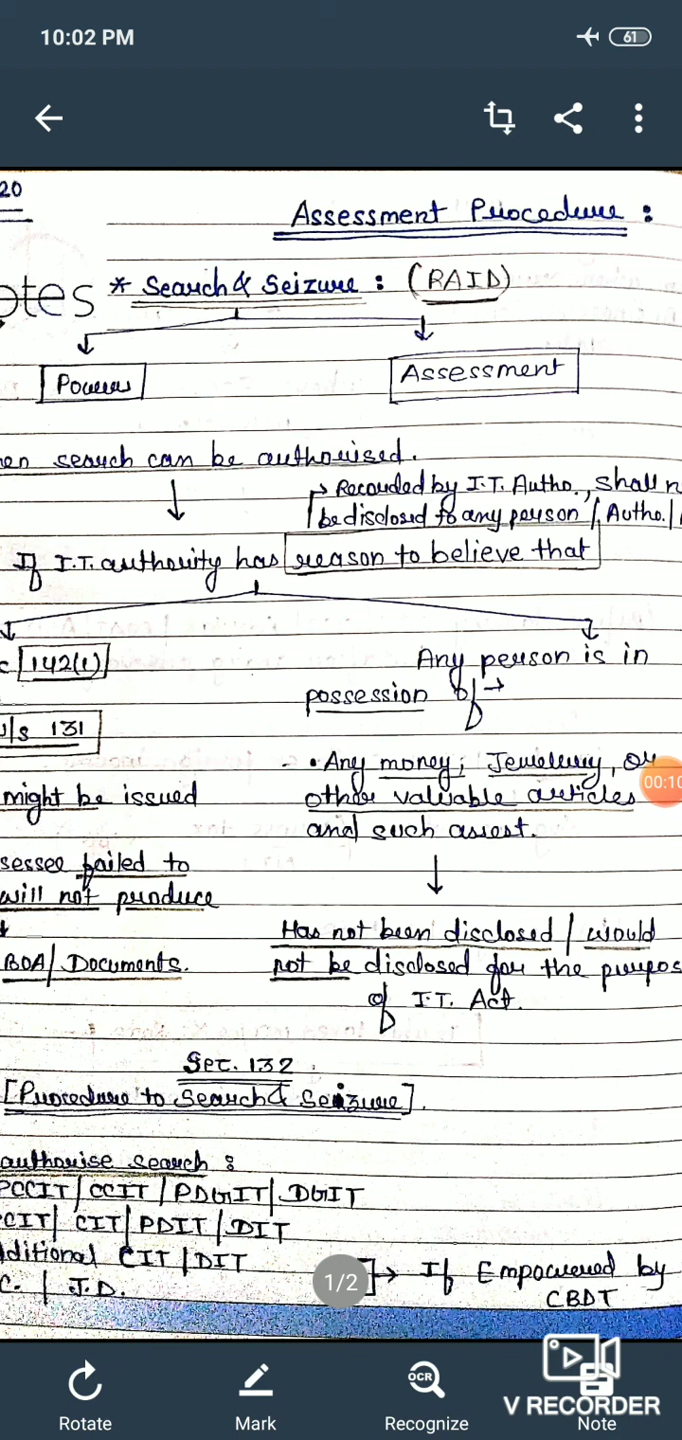 10:02 PM
61
20
Assessment Procedure :
otes
* Search & Seizure : (RAID)
Powers
Assessment
en search can be authorised.
→ Recorded by I.T. Autho., shall n
be disclosed to any person / Autho./
If I.T. authority has reason to believe that
c 142(1)
Any person is in
possession of →
u/s 131
• Any money, Jewellery, or
00:10
might be issued
other valuable articles
and such assest.
sessee failed to
will not produce
Has not been disclosed / would
BOA/ Documents.
not be disclosed for the purpos
of I.T. Act.
Sec. 132
[Procedure to Search & Seizure].
authorise search :
PCCIT / CCIT / PDGIT / DGIT
CIT / CIT / PDIT / DIT
ditional CIT / DIT
→ If Empowered by
C. / J.D.
1/2
CBDT
V RECORDER
Rotate
Mark
OCR
Recognize
Note